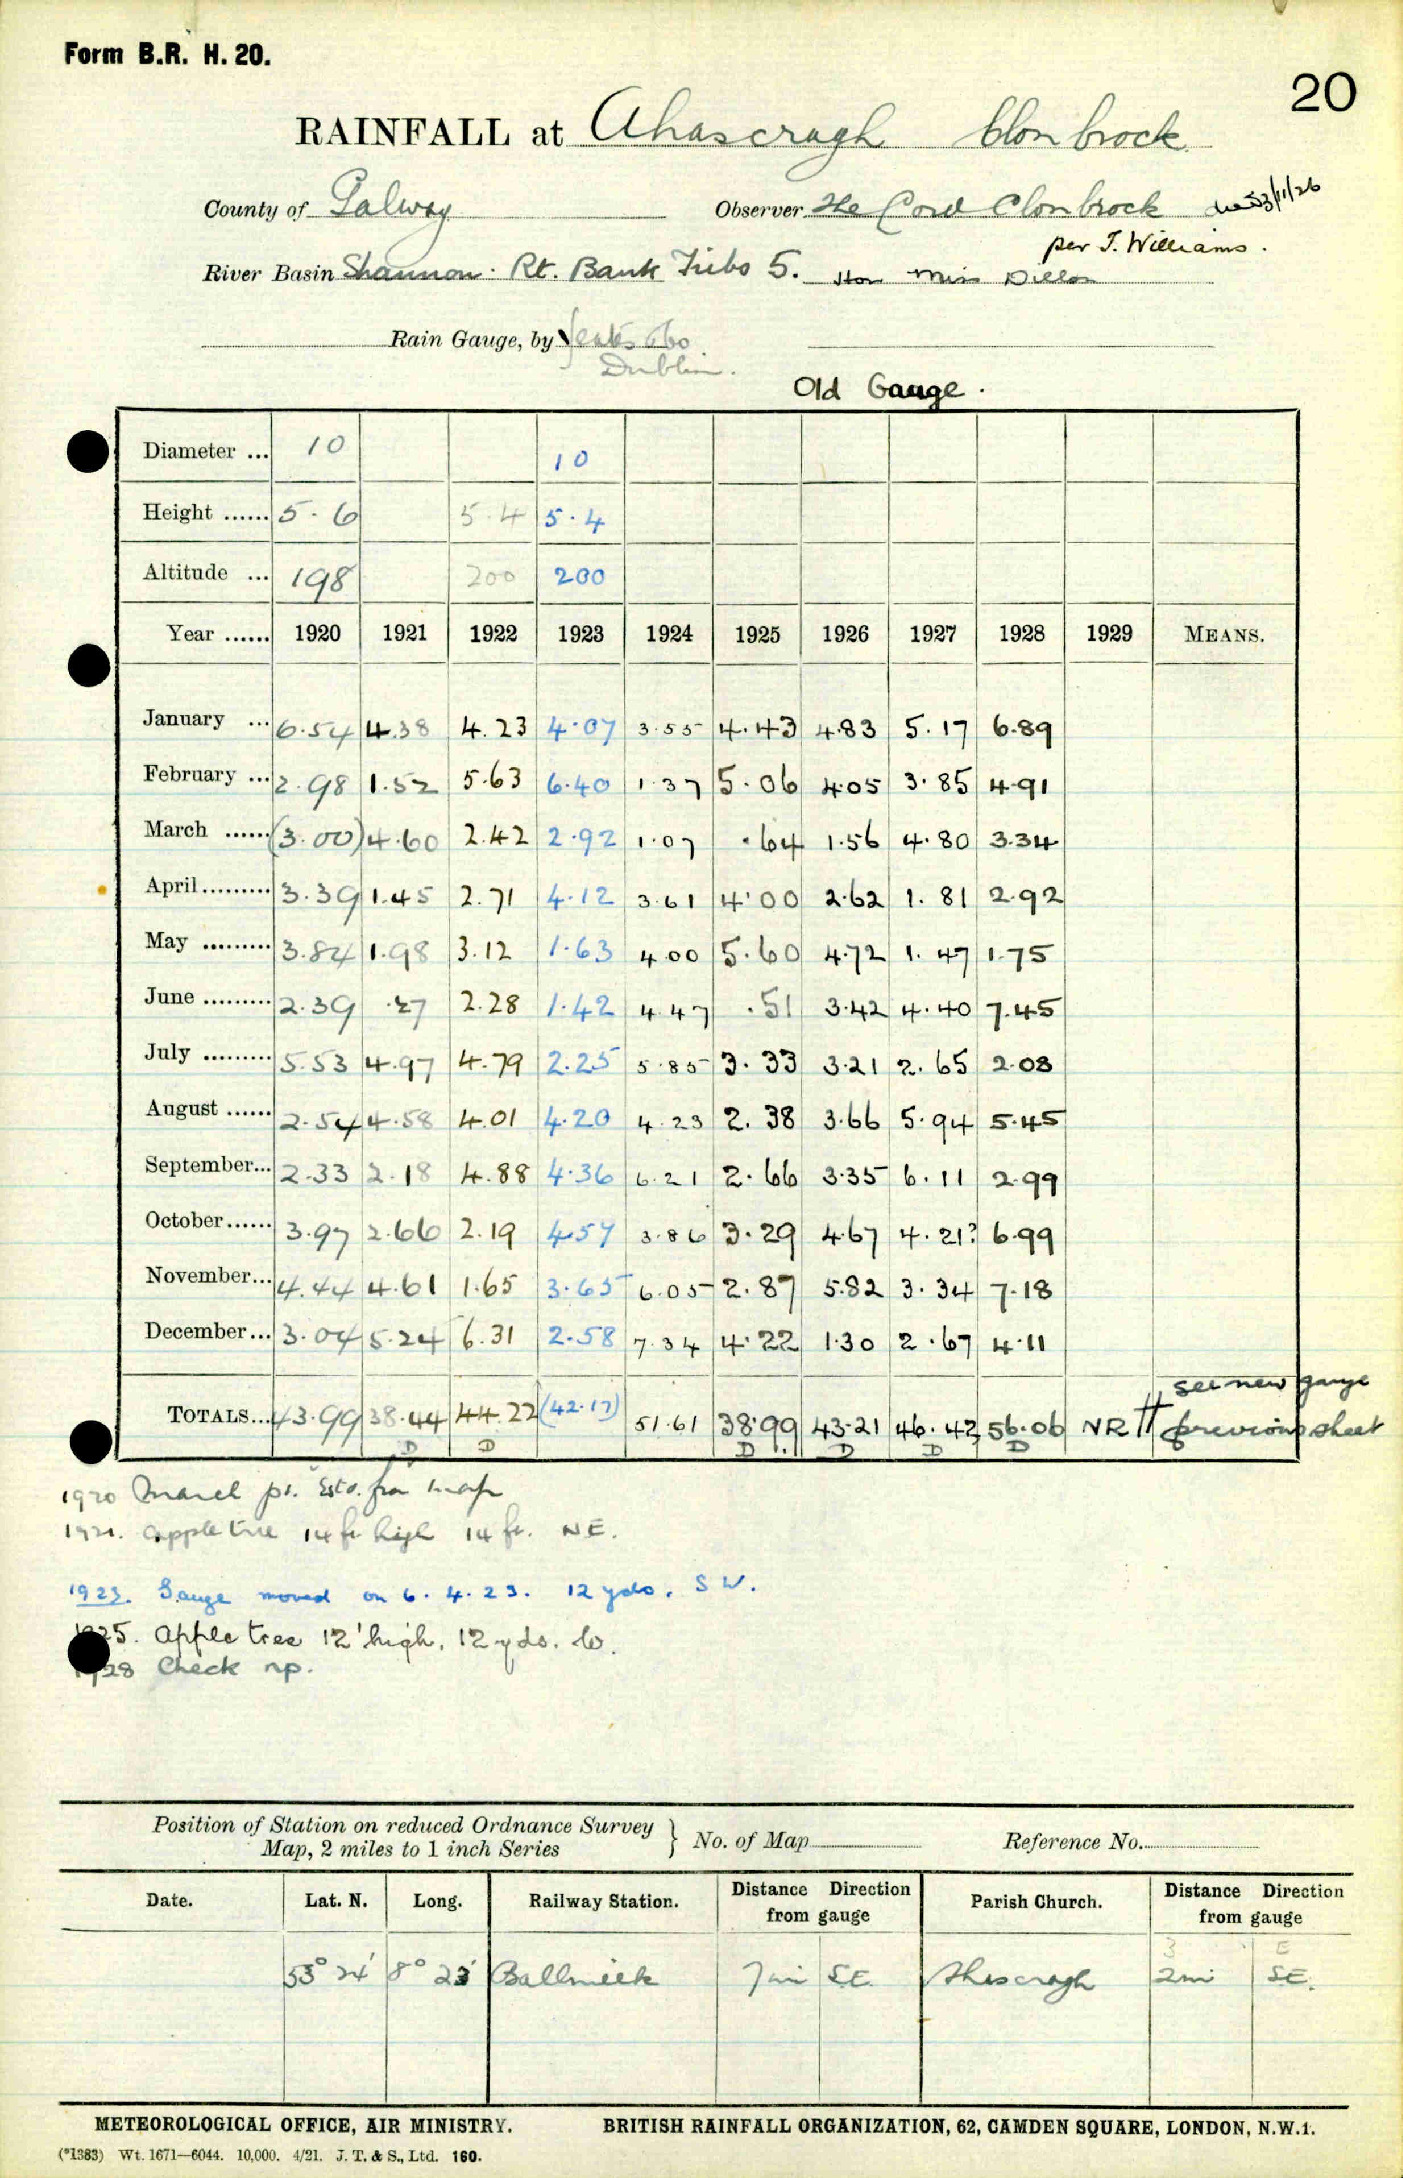 Form B.R. H. 20.
20
RAINFALL at Ahascragh Clonbrock
County of Galway Observer The Lord Clonbrock died 3/11/26
per T. Williams.
River Basin Shannon. Rt. Bank Tribs 5. Hon Miss Dillon
Rain Gauge, by Yeates & Co
Dublin.
Old Gauge.
Diameter ... 10 10
Height ...... 5.6 5.4 5.4
Altitude ... 198 200 200
Year ...... 1920 1921 1922 1923 1924 1925 1926 1927 1928 1929 MEANS.
January ... 6.54 4.38 4.23 4.07 3.55 4.43 4.83 5.17 6.89
February ... 2.98 1.52 5.63 6.40 1.37 5.06 4.05 3.85 4.91
March ...... (3.00) 4.60 2.42 2.92 1.07 .64 1.56 4.80 3.34
April ......... 3.39 1.45 2.71 4.12 3.61 4.00 2.62 1.81 2.92
May ......... 3.84 1.98 3.12 1.63 4.00 5.60 4.72 1.47 1.75
June ......... 2.39 .27 2.28 1.42 4.47 .51 3.42 4.40 7.45
July ......... 5.53 4.97 4.79 2.25 5.85 3.33 3.21 2.65 2.08
August ...... 2.54 4.58 4.01 4.20 4.23 2.38 3.66 5.94 5.45
September... 2.33 2.18 4.88 4.36 6.21 2.66 3.35 6.11 2.99
October...... 3.97 2.66 2.19 4.57 3.86 3.29 4.67 4.21? 6.99
November... 4.44 4.61 1.65 3.65 6.05 2.87 5.82 3.34 7.18
December... 3.04 5.24 6.31 2.58 7.34 4.22 1.30 2.67 4.11
see new gauge
TOTALS... 43.99 38.44 44.22 (42.17) 51.61 38.99 43.21 46.42 56.06 NR previous sheet
D D D D D D
1920 March pt. Estd. from map
1921. apple tree 14 ft high 14 ft. NE.
1923. Gauge moved on 6.4.23. 12 yds. SW.
1925. Apple tree 12' high, 12 yds. W.
1928 Check np.
Position of Station on reduced Ordnance Survey
Map, 2 miles to 1 inch Series } No. of Map Reference No.
Date. Lat. N. Long. Railway Station. Distance Direction from gauge Parish Church. Distance Direction from gauge
3 E
53° 24' 8° 23' 7 mi SE Ahascragh 2mi SE.
METEOROLOGICAL OFFICE, AIR MINISTRY. BRITISH RAINFALL ORGANIZATION, 62, CAMDEN SQUARE, LONDON, N.W.1.
(*1383) Wt. 1671—6044. 10,000. 4/21. J. T. & S., Ltd. 160.